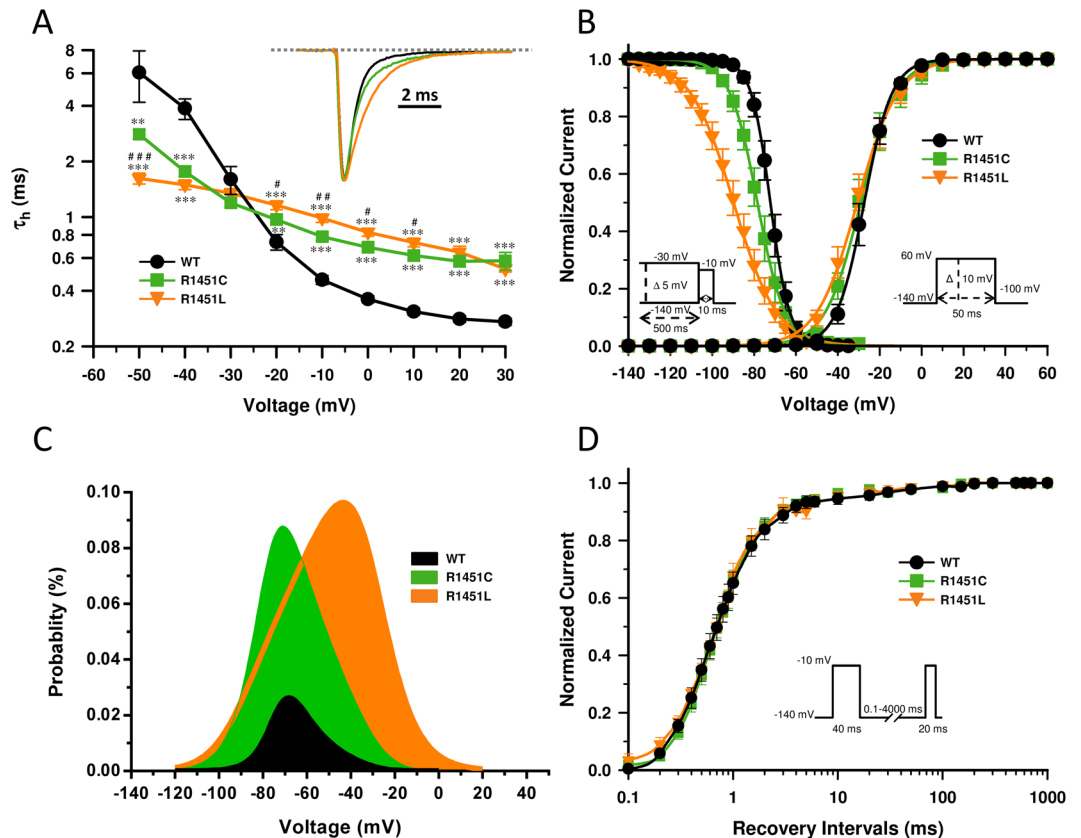 A
8
6
4
2
1
0.8
0.6
0.4
0.2
τh (ms)
2 ms
**
***
###
***
***
#
***
**
##
***
***
#
***
***
#
***
***
***
***
***
***
WT
R1451C
R1451L
-60 -50 -40 -30 -20 -10 0 10 20 30
Voltage (mV)
B
1.0
0.8
0.6
0.4
0.2
0.0
Normalized Current
WT
R1451C
R1451L
-30 mV
-10 mV
Δ 5 mV
-140 mV
10 ms
500 ms
60 mV
Δ 10 mV
-140 mV
-100 mV
50 ms
-140 -120 -100 -80 -60 -40 -20 0 20 40 60
Voltage (mV)
C
0.10
0.08
0.06
0.04
0.02
0.00
Probablity (%)
WT
R1451C
R1451L
-140 -120 -100 -80 -60 -40 -20 0 20 40
Voltage (mV)
D
1.0
0.8
0.6
0.4
0.2
0.0
Normalized Current
WT
R1451C
R1451L
-10 mV
-140 mV
0.1-4000 ms
40 ms
20 ms
0.1 1 10 100 1000
Recovery Intervals (ms)